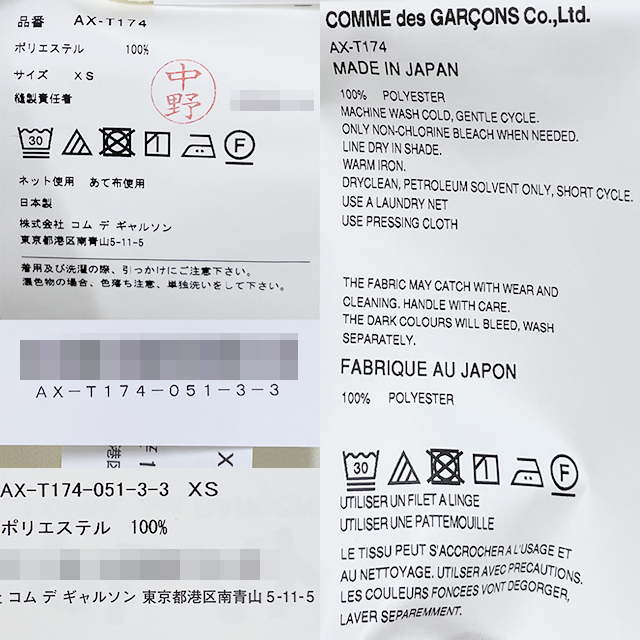 品番 AX-T174
ポリエステル 100%
サイズ XS
縫製責任者
中野
30
F
ネット使用 あて布使用
日本製
株式会社 コム デ ギャルソン
東京都港区南青山5-11-5
着用及び洗濯の際、引っかけにご注意下さい。
濃色物の場合、色落ち注意、単独洗いをして下さい。
AX-T174-051-3-3
AX-T174-051-3-3 XS
ポリエステル 100%
コム デ ギャルソン 東京都港区南青山5-11-5
COMME des GARÇONS Co.,Ltd.
AX-T174
MADE IN JAPAN
100% POLYESTER
MACHINE WASH COLD, GENTLE CYCLE.
ONLY NON-CHLORINE BLEACH WHEN NEEDED.
LINE DRY IN SHADE.
WARM IRON.
DRYCLEAN, PETROLEUM SOLVENT ONLY, SHORT CYCLE.
USE A LAUNDRY NET
USE PRESSING CLOTH
THE FABRIC MAY CATCH WITH WEAR AND
CLEANING. HANDLE WITH CARE.
THE DARK COLOURS WILL BLEED, WASH
SEPARATELY.
FABRIQUE AU JAPON
100% POLYESTER
30
F
UTILISER UN FILET A LINGE
UTILISER UNE PATTEMOUILLE
LE TISSU PEUT S'ACCROCHER A L'USAGE ET
AU NETTOYAGE. UTILISER AVEC PRECAUTIONS.
LES COULEURS FONCEES VONT DEGORGER,
LAVER SEPAREMMENT.